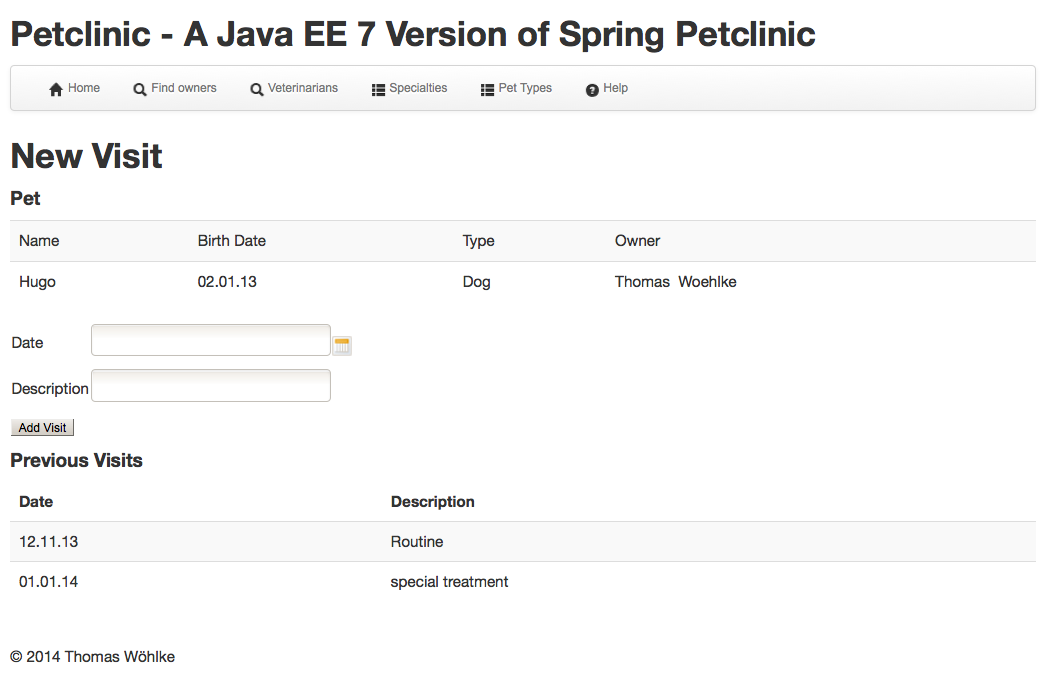 Petclinic - A Java EE 7 Version of Spring Petclinic
Home Find owners Veterinarians Specialties Pet Types Help
New Visit
Pet
Name Birth Date Type Owner
Hugo 02.01.13 Dog Thomas Woehlke
Date
Description
Add Visit
Previous Visits
Date Description
12.11.13 Routine
01.01.14 special treatment
© 2014 Thomas Wöhlke